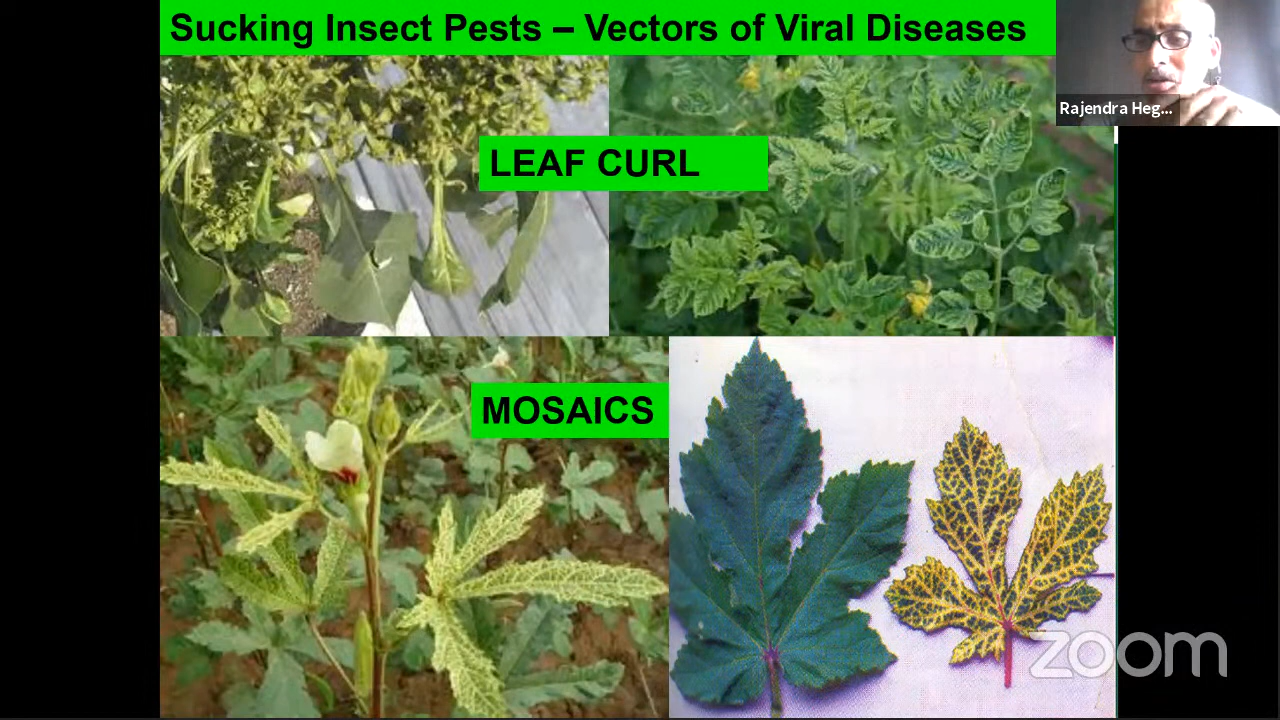 Sucking Insect Pests – Vectors of Viral Diseases
Rajendra Heg...
LEAF CURL
MOSAICS
zoom